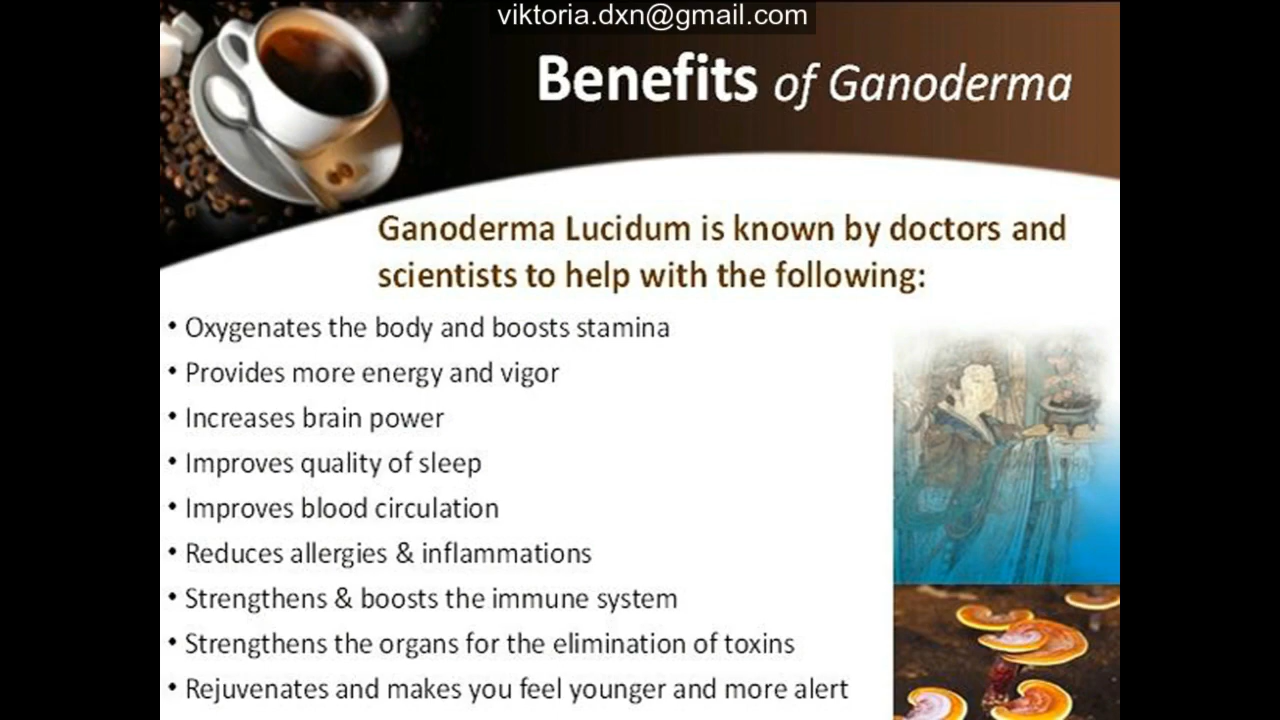 viktoria.dxn@gmail.com
Benefits of Ganoderma
Ganoderma Lucidum is known by doctors and
scientists to help with the following:
• Oxygenates the body and boosts stamina
• Provides more energy and vigor
• Increases brain power
• Improves quality of sleep
• Improves blood circulation
• Reduces allergies & inflammations
• Strengthens & boosts the immune system
• Strengthens the organs for the elimination of toxins
• Rejuvenates and makes you feel younger and more alert